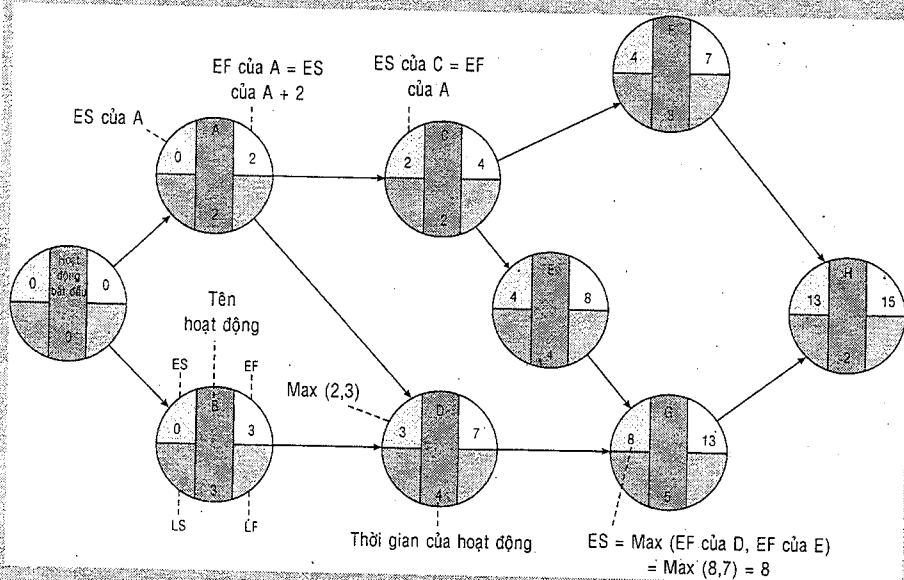 EF của A = ES
của A + 2
ES của C = EF
của A
ES của A
4
7
3
A
0
2
2
C
2
4
2
Hoạt
động
bắt đầu
0
0
0
E
4
8
4
H
13
15
2
Tên
hoạt động
ES
EF
B
0
3
3
LS
LF
Max (2,3)
D
3
7
4
G
8
13
5
Thời gian của hoạt động
ES = Max (EF của D, EF của E)
= Max (8,7) = 8